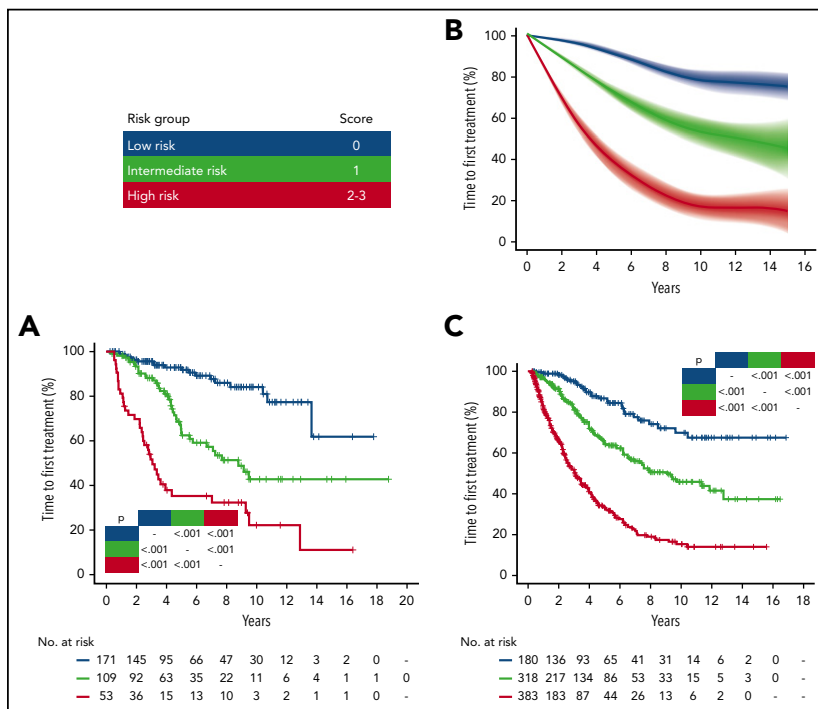 Risk group Score
Low risk 0
Intermediate risk 1
High risk 2-3
B
Time to first treatment (%)
100
80
60
40
20
0
0 2 4 6 8 10 12 14 16
Years
A
Time to first treatment (%)
100
80
60
40
20
0
p
- <.001 <.001
<.001 - <.001
<.001 <.001 -
0 2 4 6 8 10 12 14 16 18 20
Years
No. at risk
171 145 95 66 47 30 12 3 2 0 -
109 92 63 35 22 11 6 4 1 1 0
53 36 15 13 10 3 2 1 1 0 -
C
Time to first treatment (%)
100
80
60
40
20
0
p
- <.001 <.001
<.001 - <.001
<.001 <.001 -
0 2 4 6 8 10 12 14 16 18
Years
No. at risk
180 136 93 65 41 31 14 6 2 0 -
318 217 134 86 53 33 15 5 3 0 -
383 183 87 44 26 13 6 2 0 - -